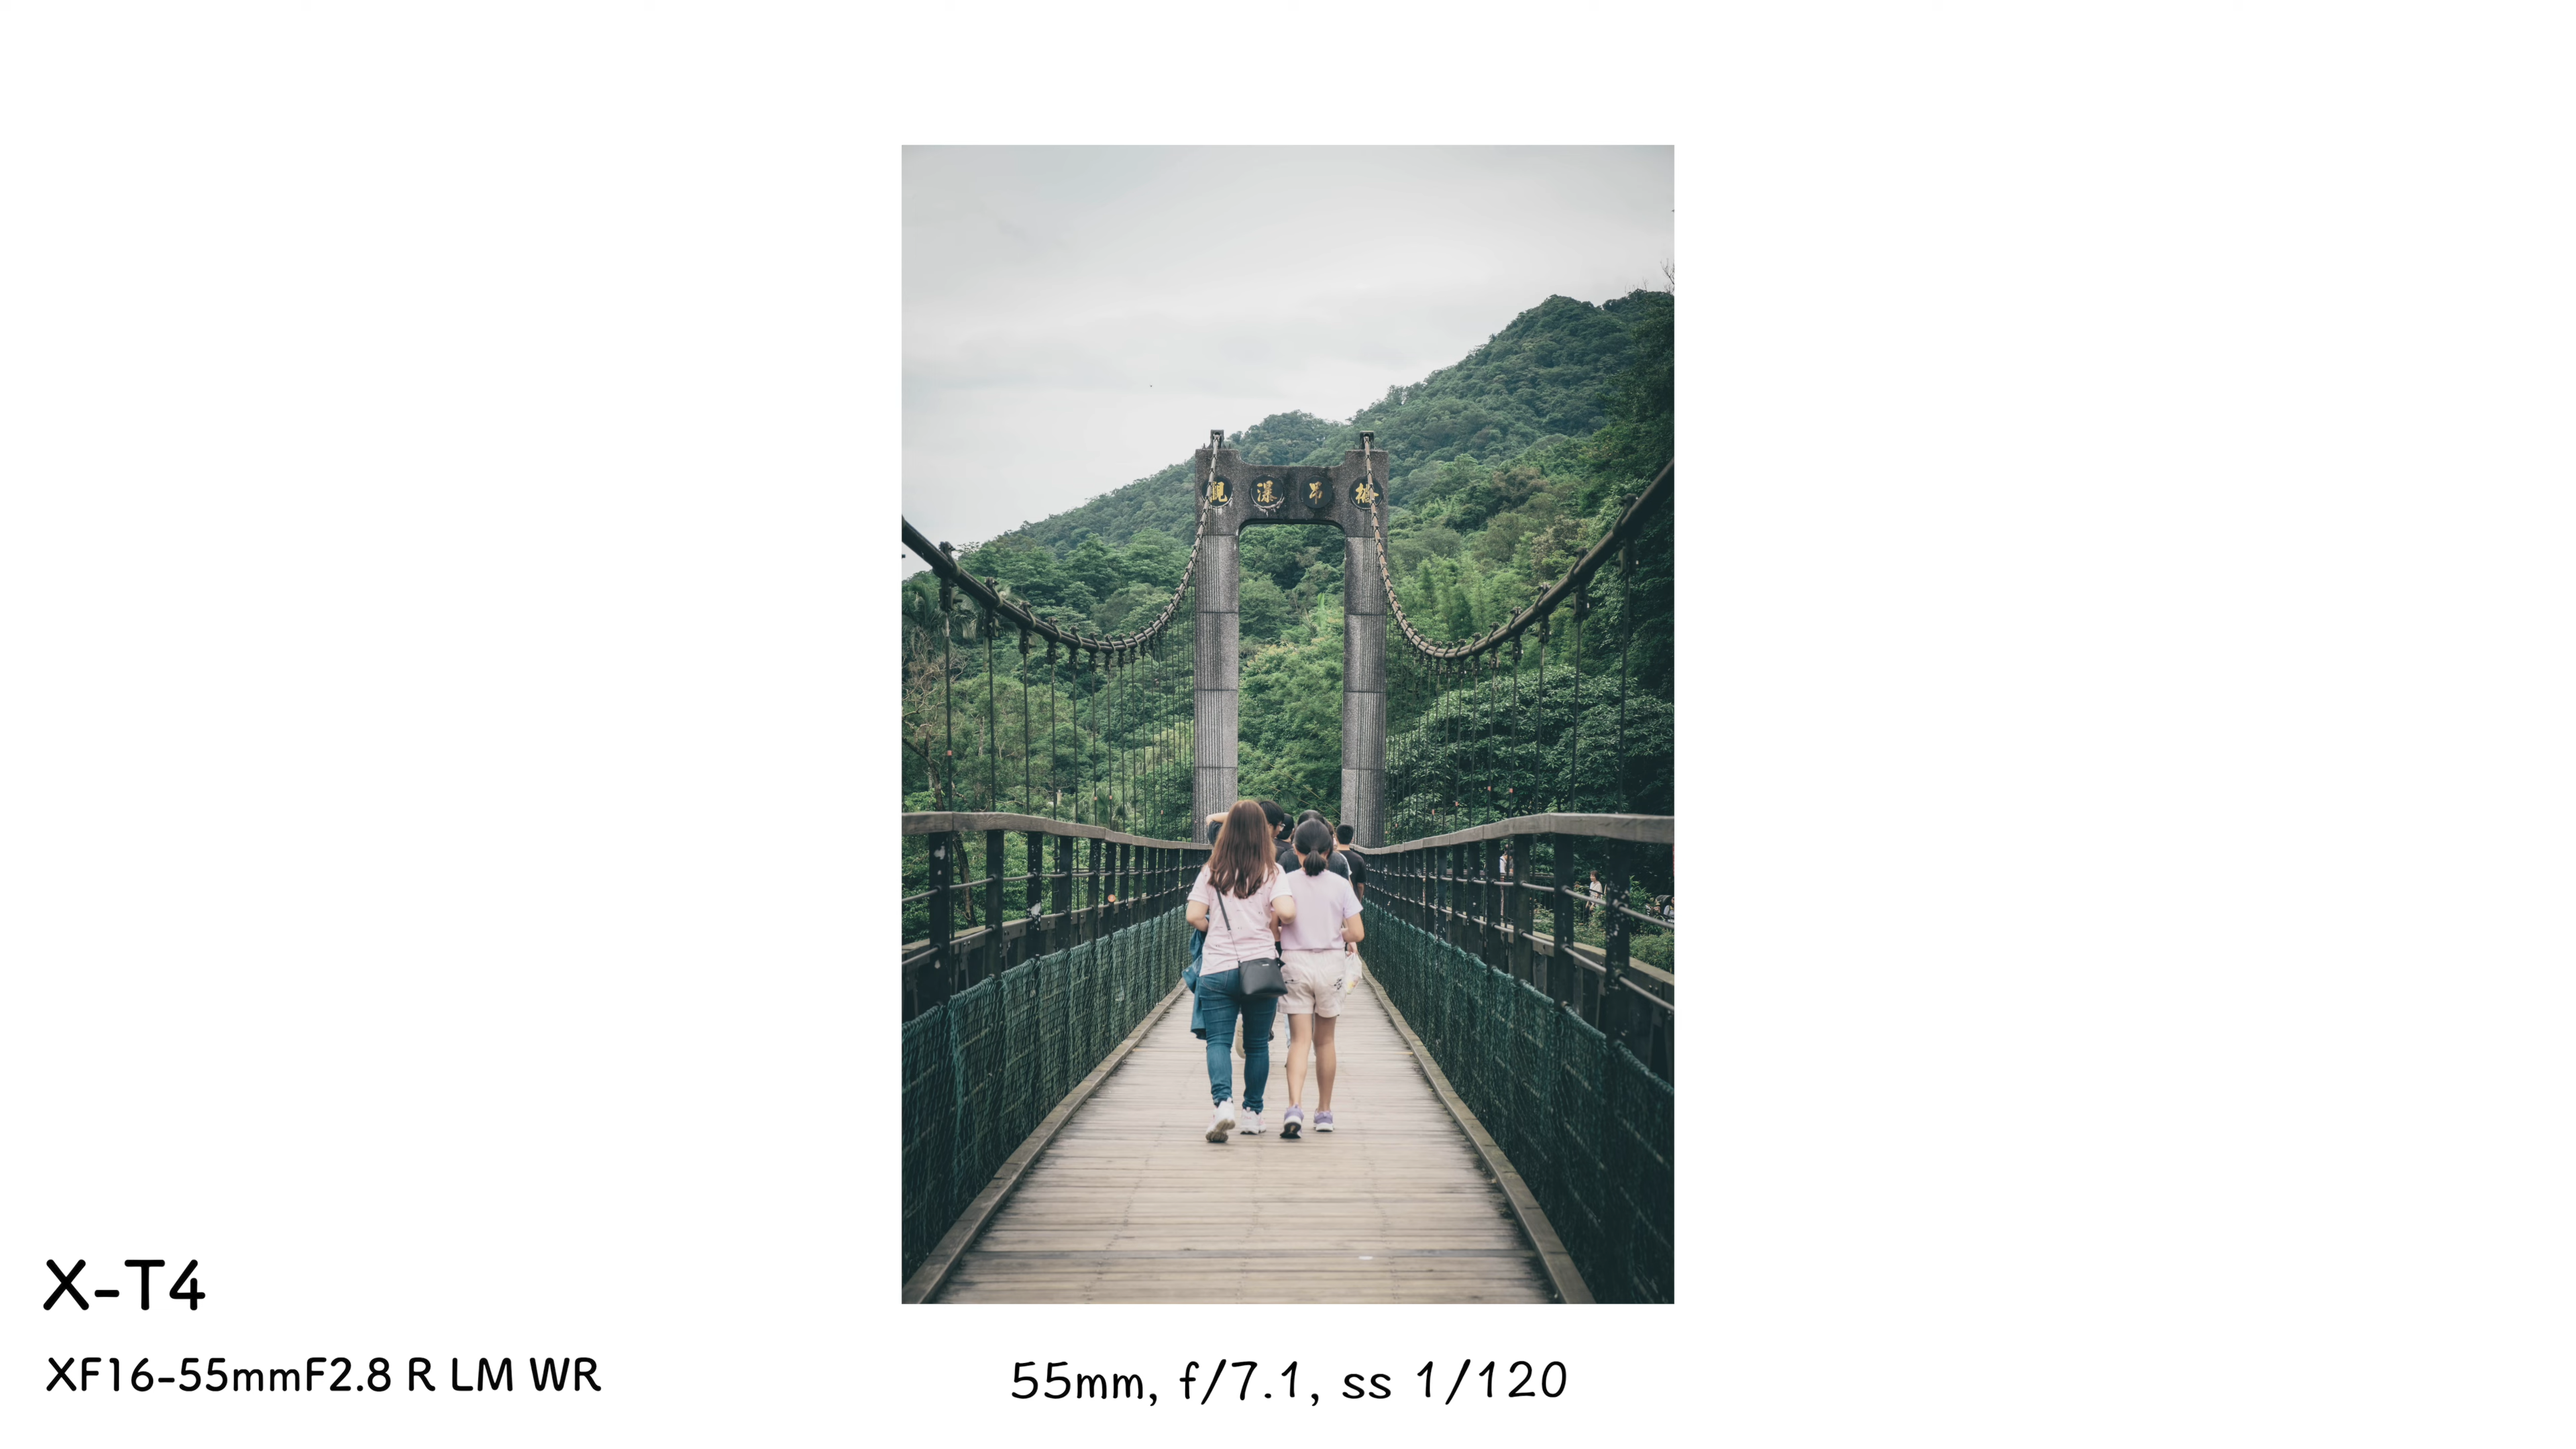 觀瀑吊橋
X-T4
XF16-55mmF2.8 R LM WR
55mm, f/7.1, ss 1/120